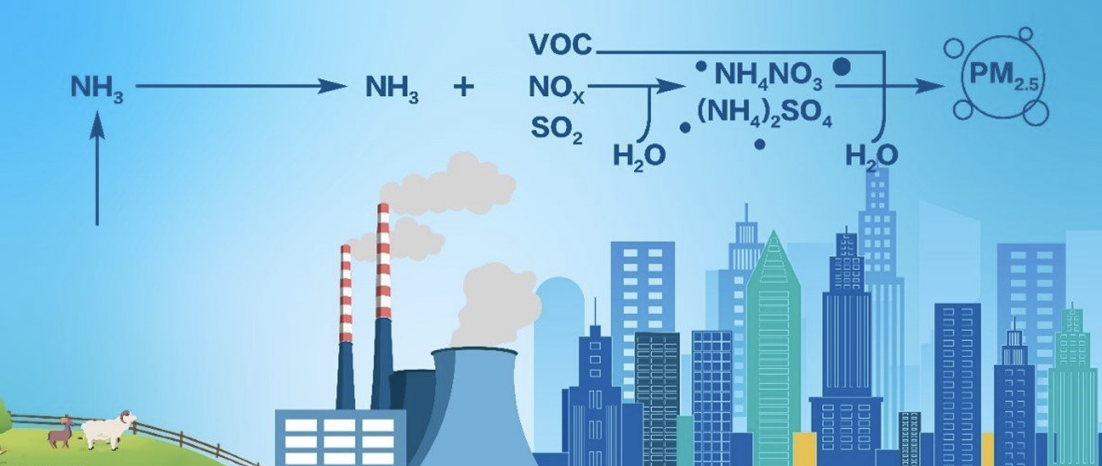 VOC
NH₃ NH₃ + NOₓ NH₄NO₃ PM₂.₅
SO₂ (NH₄)₂SO₄
H₂O H₂O